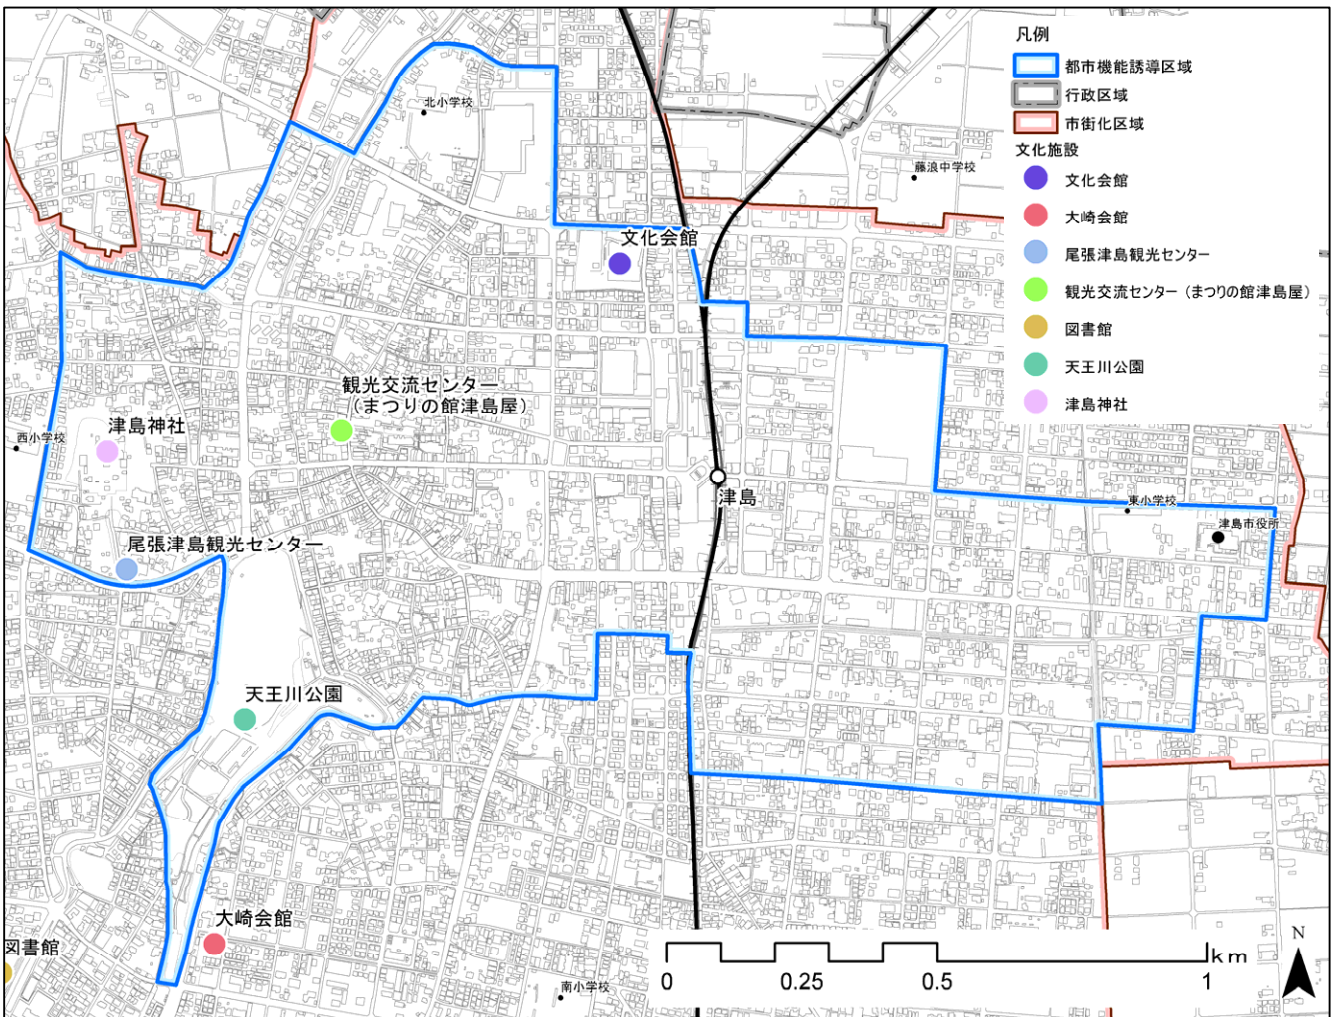 凡例
都市機能誘導区域
行政区域
市街化区域
文化施設
文化会館
大崎会館
尾張津島観光センター
観光交流センター（まつりの館津島屋）
図書館
天王川公園
津島神社
北小学校
藤浪中学校
文化会館
観光交流センター
（まつりの館津島屋）
津島神社
西小学校
津島
東小学校
津島市役所
尾張津島観光センター
天王川公園
大崎会館
図書館
南小学校
N
0
0.25
0.5
1
km